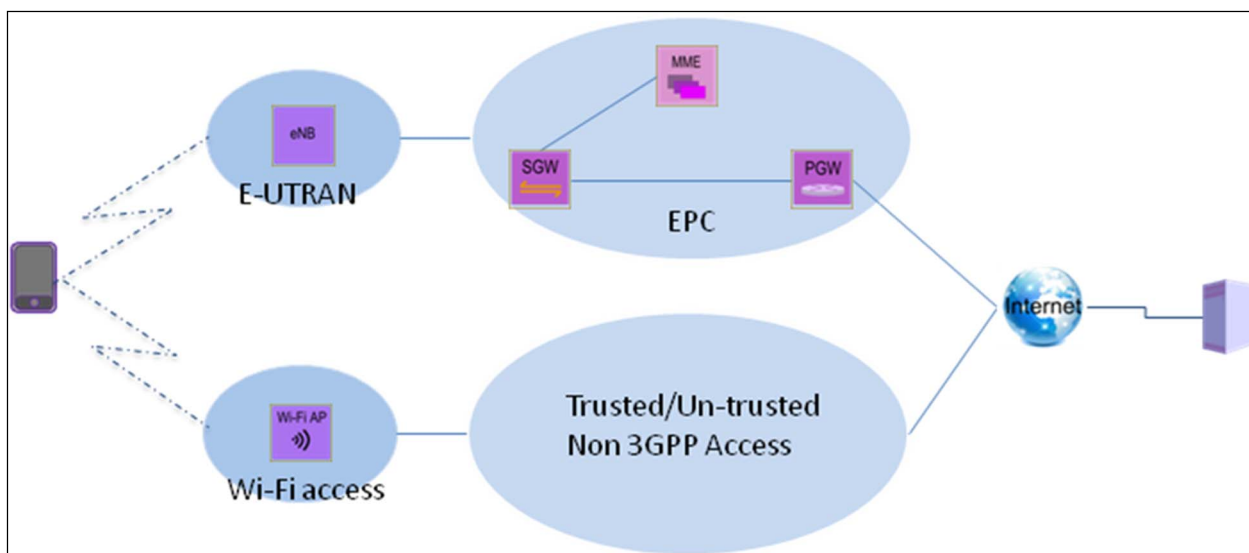 MME
eNB
SGW
PGW
E-UTRAN
EPC
Internet
Wi-Fi AP
Trusted/Un-trusted
Non 3GPP Access
Wi-Fi access